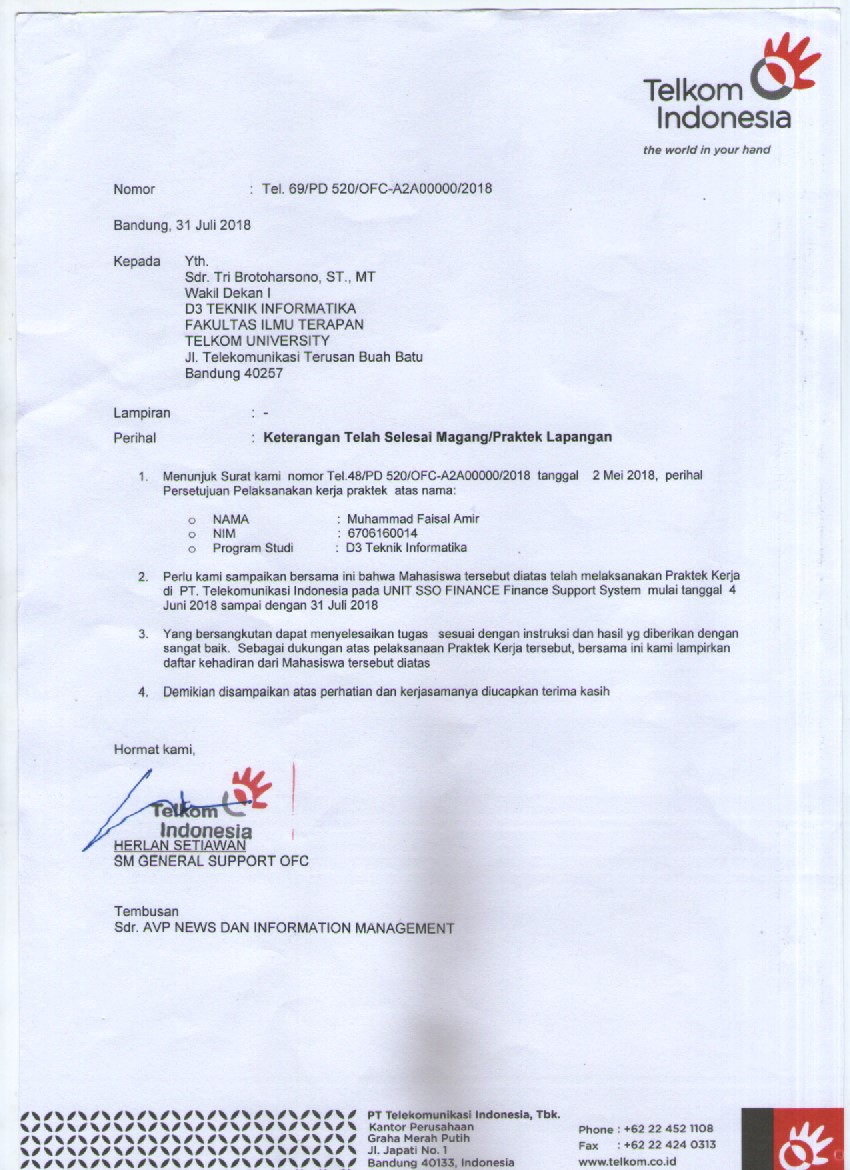 Telkom
Indonesia
the world in your hand
Nomor : Tel. 69/PD 520/OFC-A2A00000/2018
Bandung, 31 Juli 2018
Kepada Yth.
Sdr. Tri Brotoharsono, ST., MT
Wakil Dekan I
D3 TEKNIK INFORMATIKA
FAKULTAS ILMU TERAPAN
TELKOM UNIVERSITY
Jl. Telekomunikasi Terusan Buah Batu
Bandung 40257
Lampiran : -
Perihal : Keterangan Telah Selesai Magang/Praktek Lapangan
1. Menunjuk Surat kami nomor Tel.48/PD 520/OFC-A2A00000/2018 tanggal 2 Mei 2018, perihal
Persetujuan Pelaksanakan kerja praktek atas nama:
o NAMA : Muhammad Faisal Amir
o NIM : 6706160014
o Program Studi : D3 Teknik Informatika
2. Perlu kami sampaikan bersama ini bahwa Mahasiswa tersebut diatas telah melaksanakan Praktek Kerja
di PT. Telekomunikasi Indonesia pada UNIT SSO FINANCE Finance Support System mulai tanggal 4
Juni 2018 sampai dengan 31 Juli 2018
3. Yang bersangkutan dapat menyelesaikan tugas sesuai dengan instruksi dan hasil yg diberikan dengan
sangat baik. Sebagai dukungan atas pelaksanaan Praktek Kerja tersebut, bersama ini kami lampirkan
daftar kehadiran dari Mahasiswa tersebut diatas
4. Demikian disampaikan atas perhatian dan kerjasamanya diucapkan terima kasih
Hormat kami,
Telkom
Indonesia
HERLAN SETIAWAN
SM GENERAL SUPPORT OFC
Tembusan
Sdr. AVP NEWS DAN INFORMATION MANAGEMENT
PT Telekomunikasi Indonesia, Tbk.
Kantor Perusahaan
Graha Merah Putih
Jl. Japati No. 1
Bandung 40133, Indonesia
Phone : +62 22 452 1108
Fax : +62 22 424 0313
www.telkom.co.id